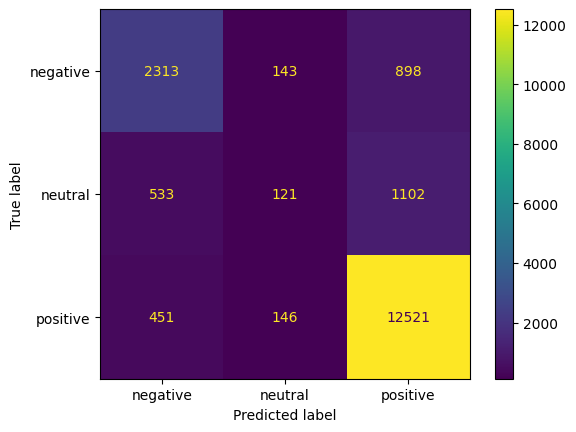 negative 2313 143 898
neutral 533 121 1102
positive 451 146 12521
negative neutral positive
Predicted label
True label
12000
10000
8000
6000
4000
2000